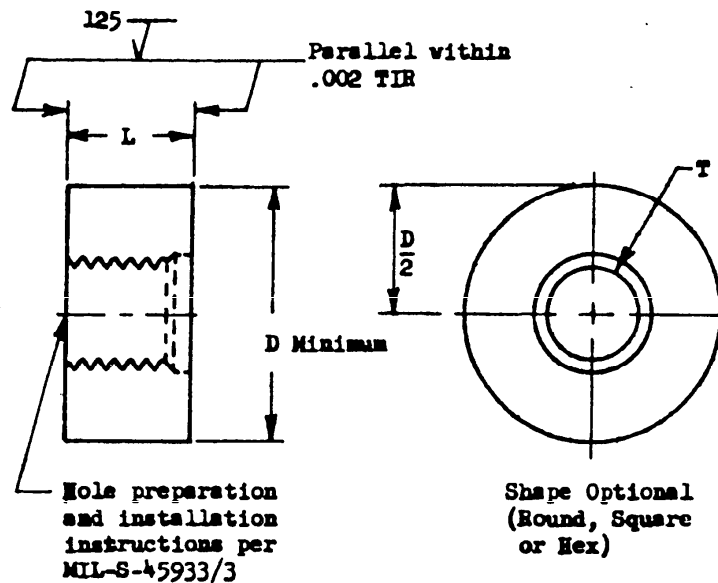 125
Parallel within
.002 TIR
L
T
D
2
D Minimum
Hole preparation
and installation
instructions per
MIL-S-45933/3
Shape Optional
(Round, Square
or Hex)